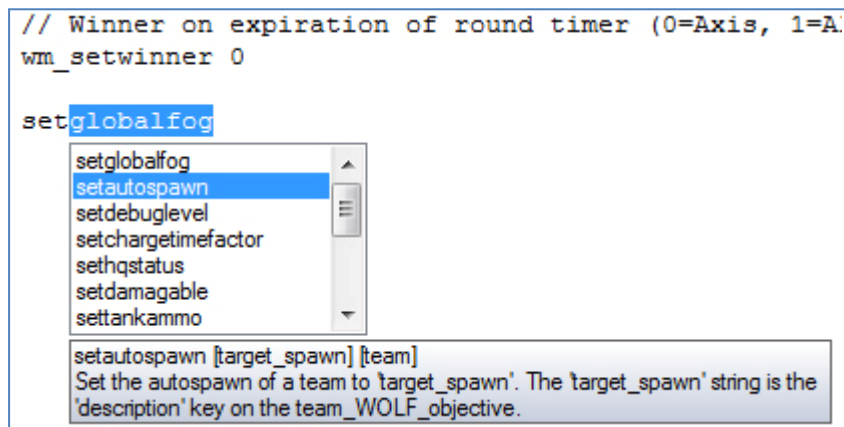 // Winner on expiration of round timer (0=Axis, 1=Al
wm_setwinner 0
setglobalfog
setglobalfog
setautospawn
setdebuglevel
setchargetimefactor
sethqstatus
setdamagable
settankammo
setautospawn [target_spawn] [team]
Set the autospawn of a team to 'target_spawn'. The 'target_spawn' string is the
'description' key on the team_WOLF_objective.